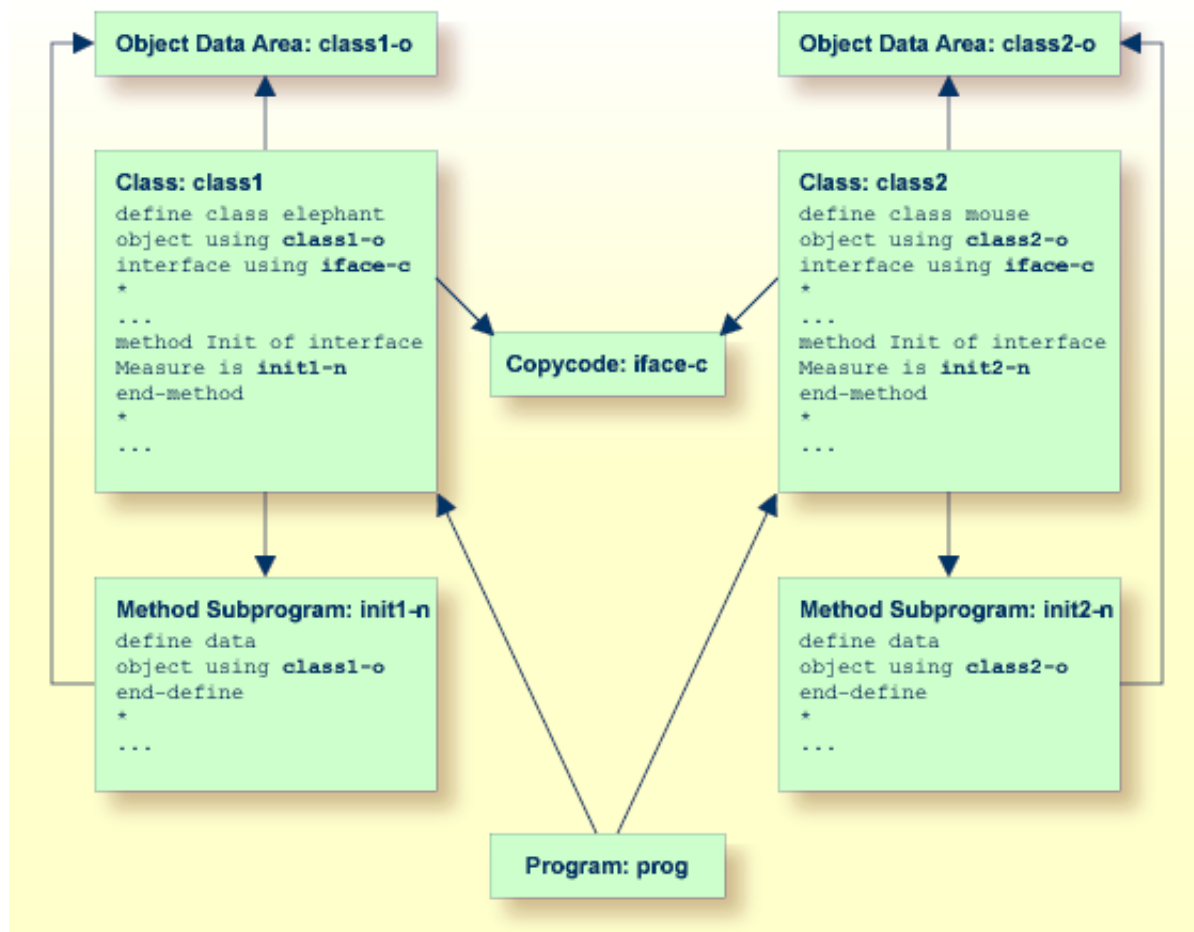 Object Data Area: class1-o
Object Data Area: class2-o
Class: class1
define class elephant
object using class1-o
interface using iface-c
*
...
method Init of interface
Measure is init1-n
end-method
*
...
Class: class2
define class mouse
object using class2-o
interface using iface-c
*
...
method Init of interface
Measure is init2-n
end-method
*
...
Copycode: iface-c
Method Subprogram: init1-n
define data
object using class1-o
end-define
*
...
Method Subprogram: init2-n
define data
object using class2-o
end-define
*
...
Program: prog